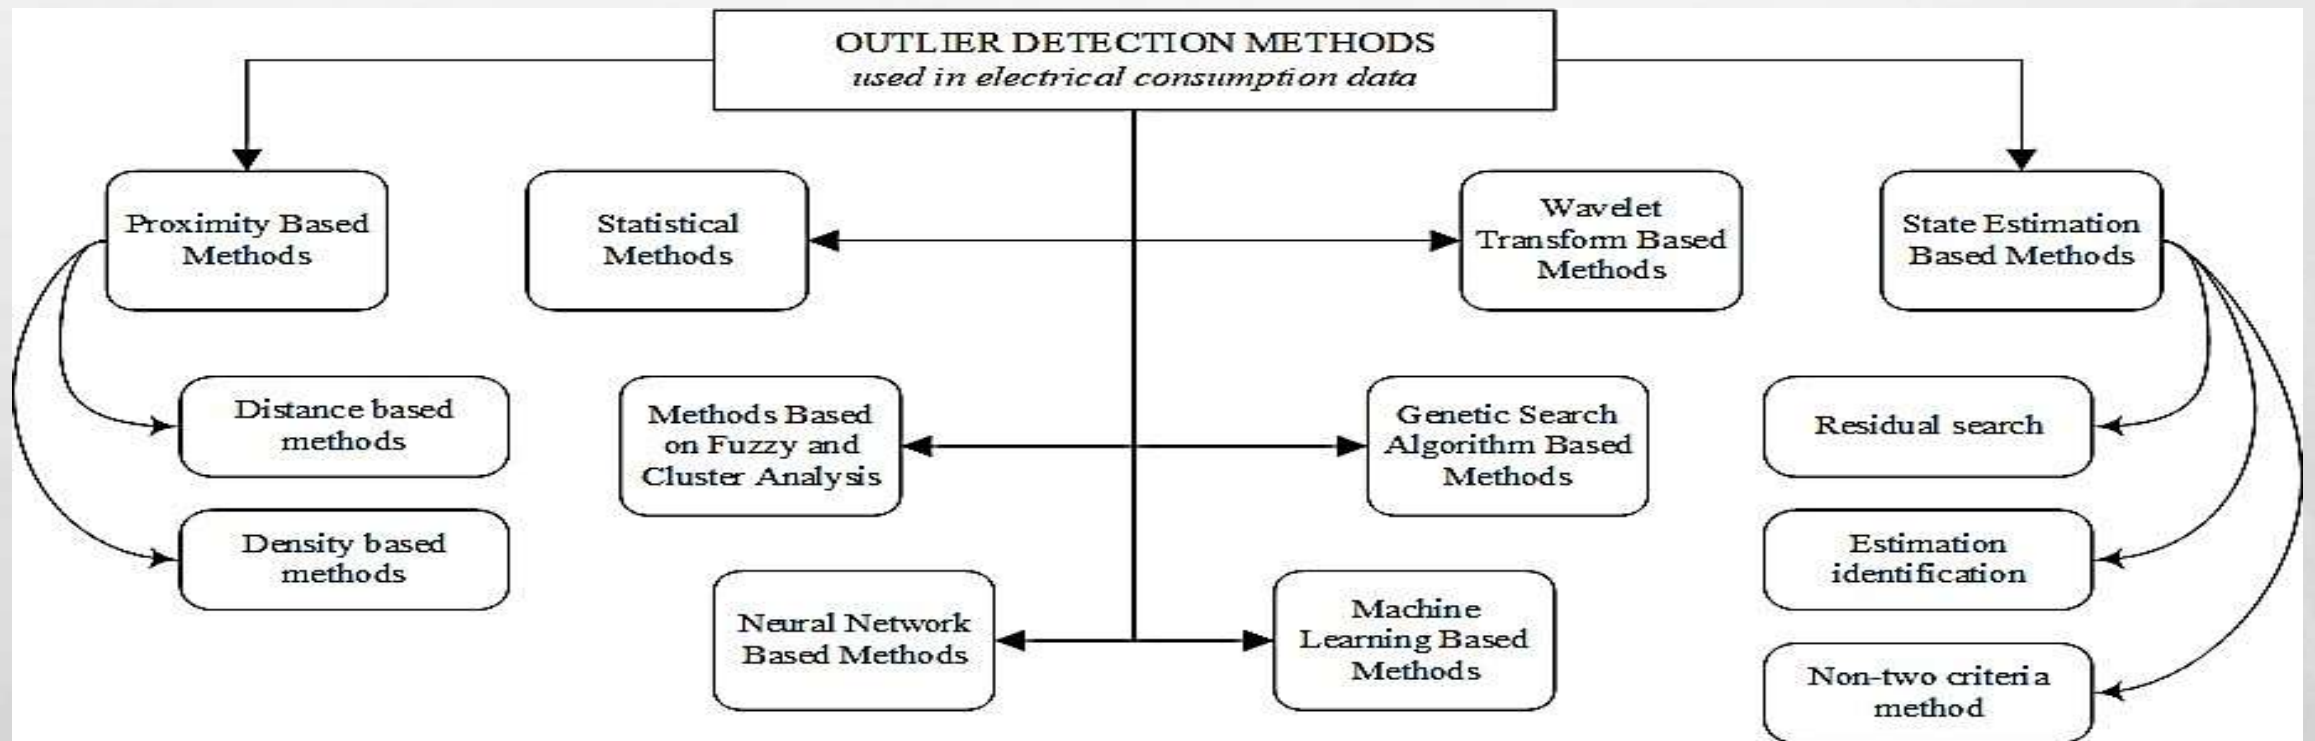 OUTLIER DETECTION METHODS
used in electrical consumption data
Proximity Based
Methods
Statistical
Methods
Wavelet
Transform Based
Methods
State Estimation
Based Methods
Distance based
methods
Methods Based
on Fuzzy and
Cluster Analysis
Genetic Search
Algorithm Based
Methods
Residual search
Density based
methods
Estimation
identification
Neural Network
Based Methods
Machine
Learning Based
Methods
Non-two criteria
method